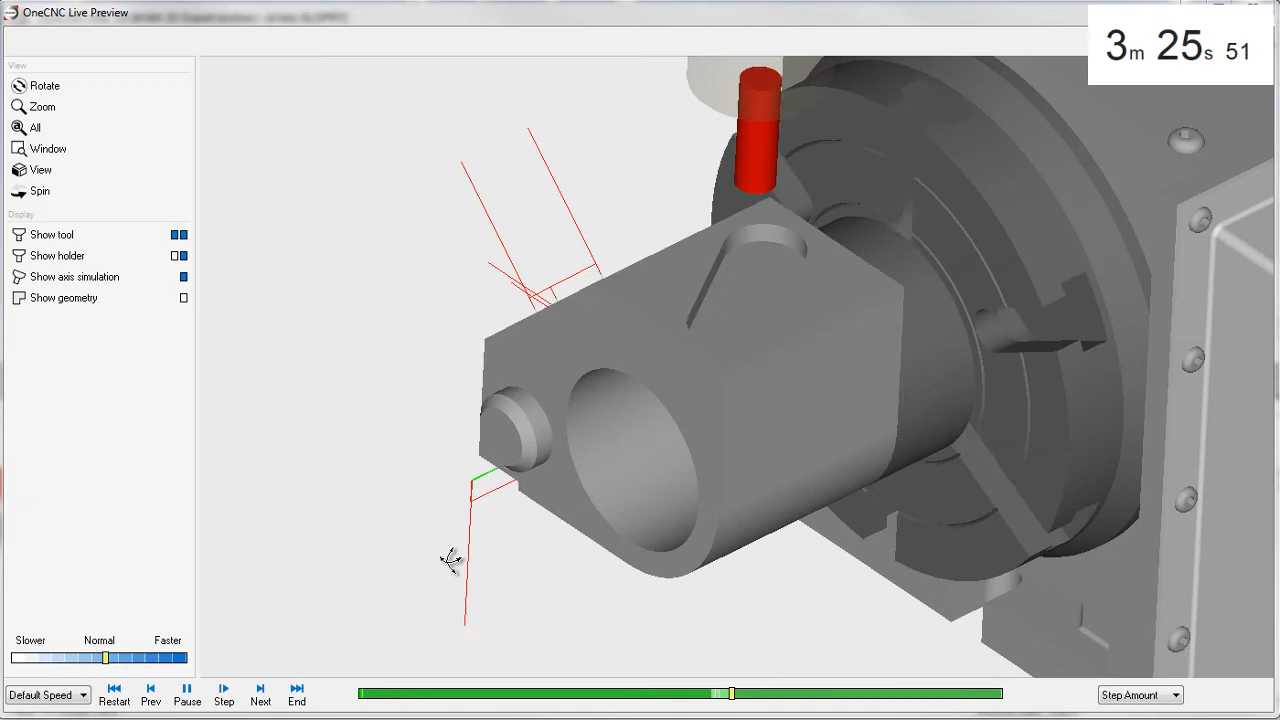 OneCNC Live Preview
3m 25s 51
View
Rotate
Zoom
All
Window
View
Spin
Display
Show tool
Show holder
Show axis simulation
Show geometry
Slower Normal Faster
Default Speed Restart Prev Pause Step Next End Step Amount